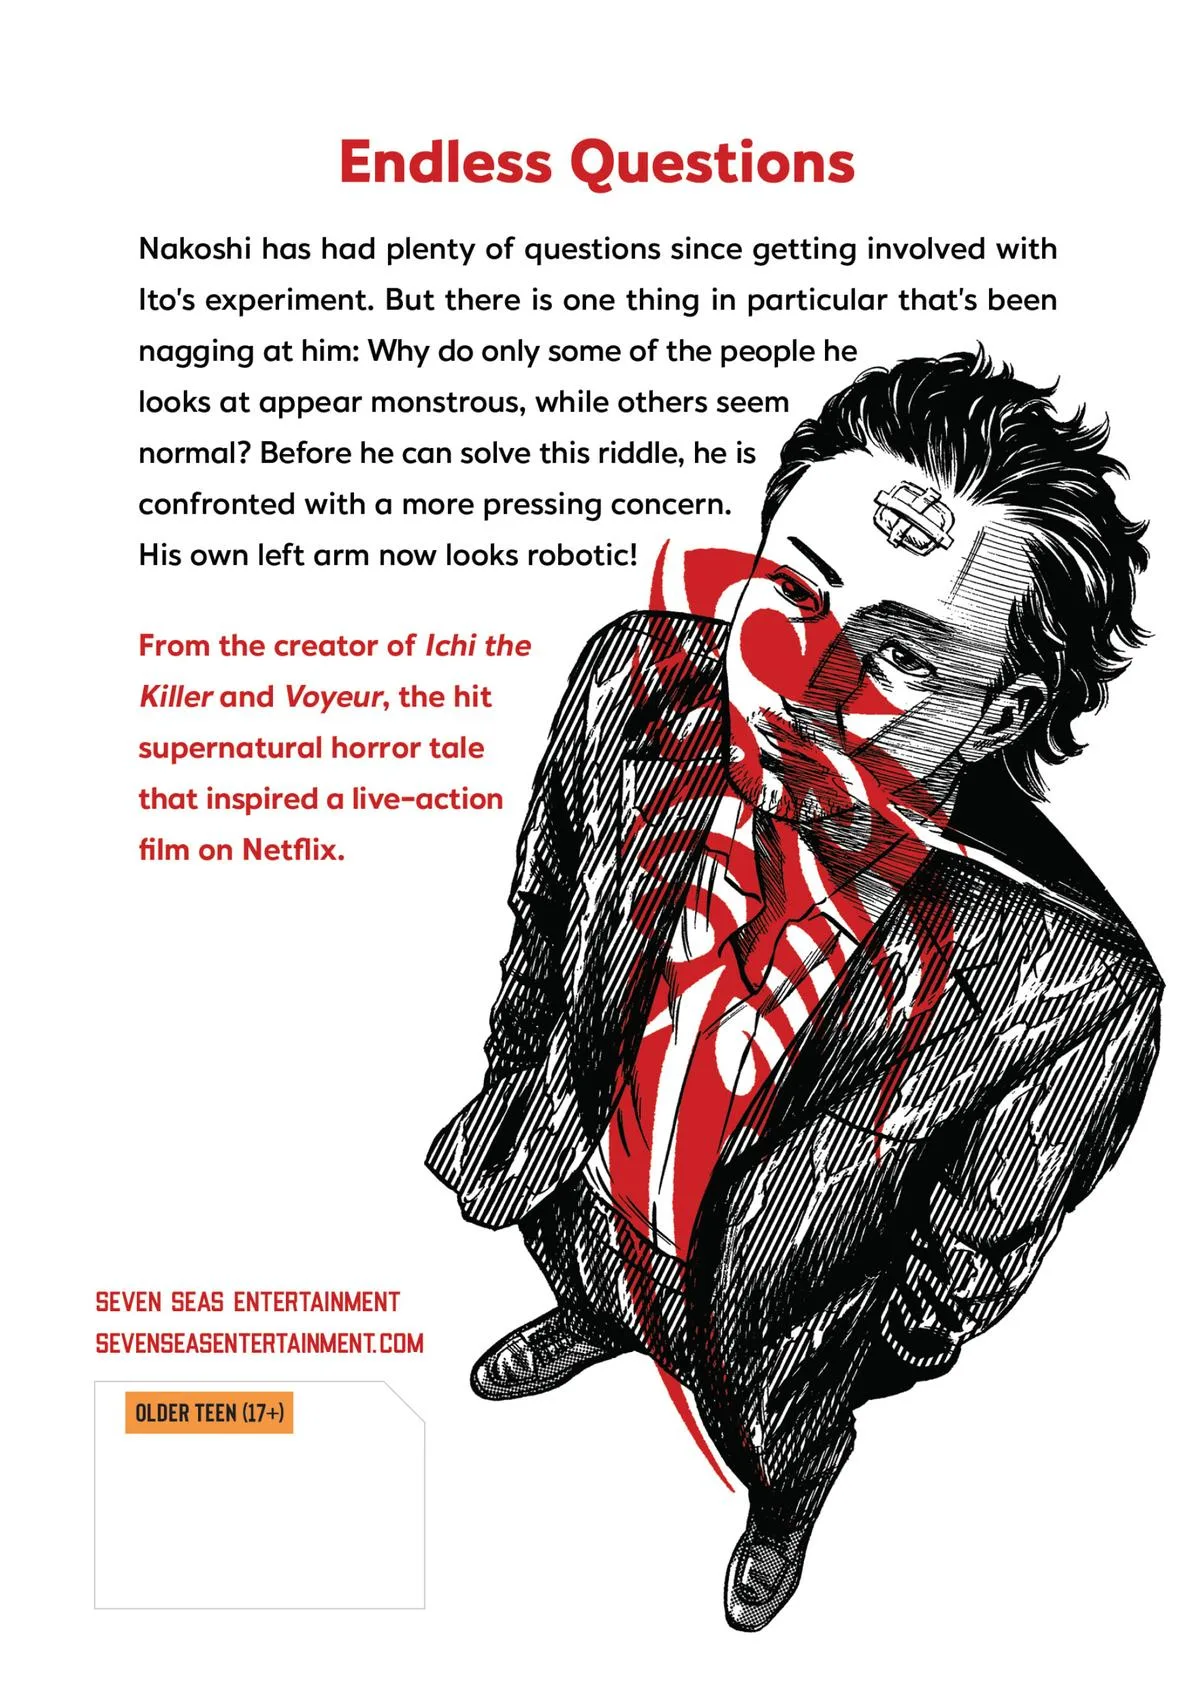 Endless Questions
Nakoshi has had plenty of questions since getting involved with
Ito's experiment. But there is one thing in particular that's been
nagging at him: Why do only some of the people he
looks at appear monstrous, while others seem
normal? Before he can solve this riddle, he is
confronted with a more pressing concern.
His own left arm now looks robotic!
From the creator of Ichi the
Killer and Voyeur, the hit
supernatural horror tale
that inspired a live-action
film on Netflix.
SEVEN SEAS ENTERTAINMENT
SEVENSEASENTERTAINMENT.COM
OLDER TEEN (17+)